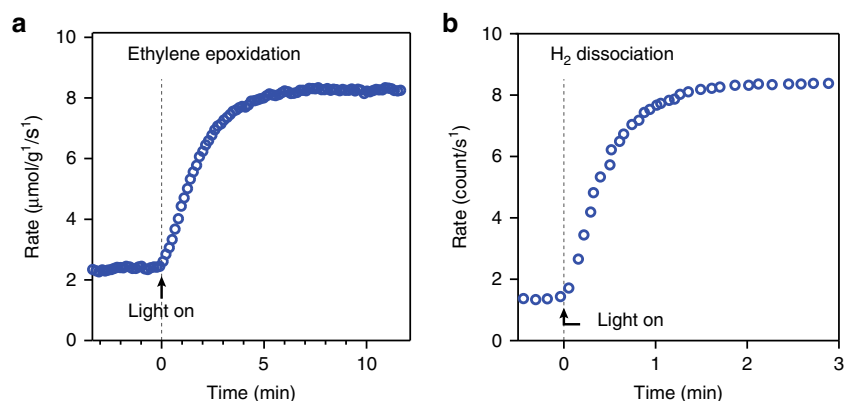 a
Ethylene epoxidation
Rate (μmol/g¹/s¹)
10
8
6
4
2
0
Light on
0 5 10
Time (min)
b
H₂ dissociation
Rate (count/s¹)
10
8
6
4
2
0
Light on
0 1 2 3
Time (min)